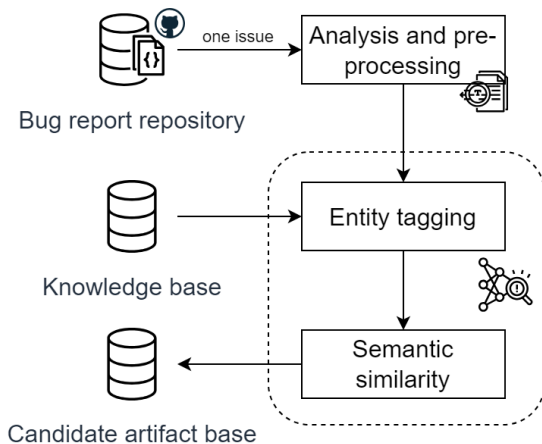 one issue
Analysis and pre-
processing
{}
Bug report repository
T
Entity tagging
Knowledge base
Semantic
similarity
Candidate artifact base